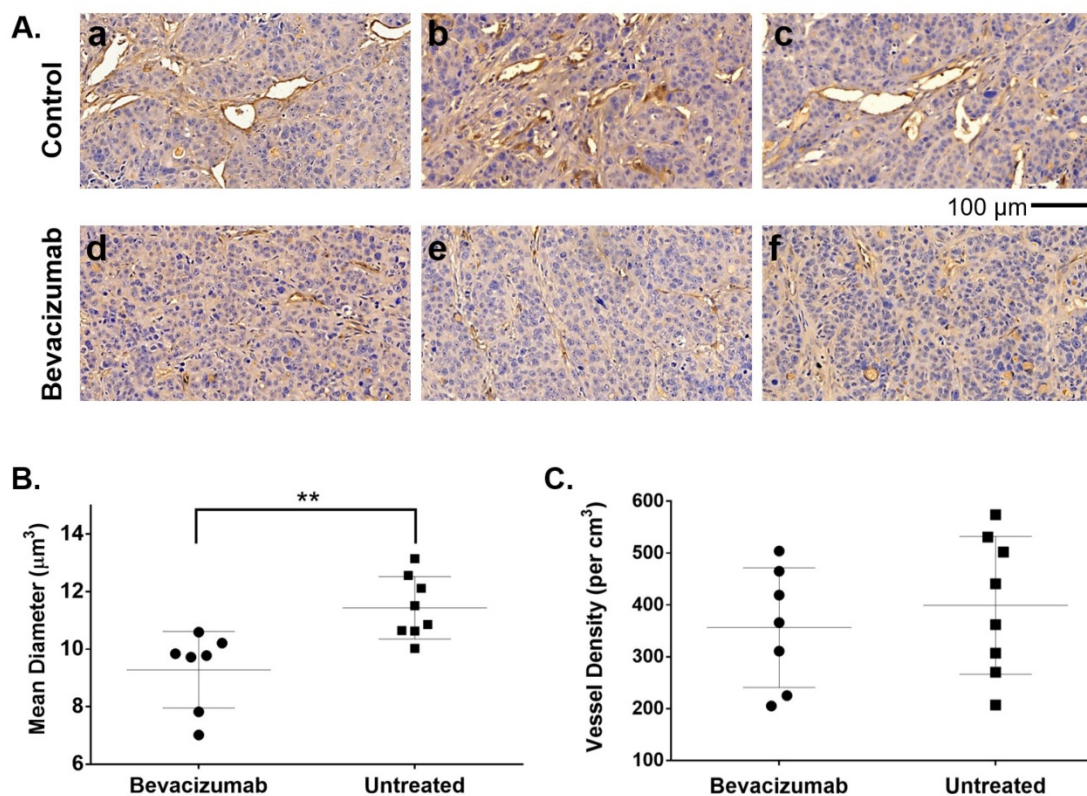 A.
Control
a
b
c
100 µm
Bevacizumab
d
e
f
B.
**
Mean Diameter (µm³)
14
12
10
8
6
Bevacizumab
Untreated
C.
Vessel Density (per cm³)
600
500
400
300
200
100
Bevacizumab
Untreated